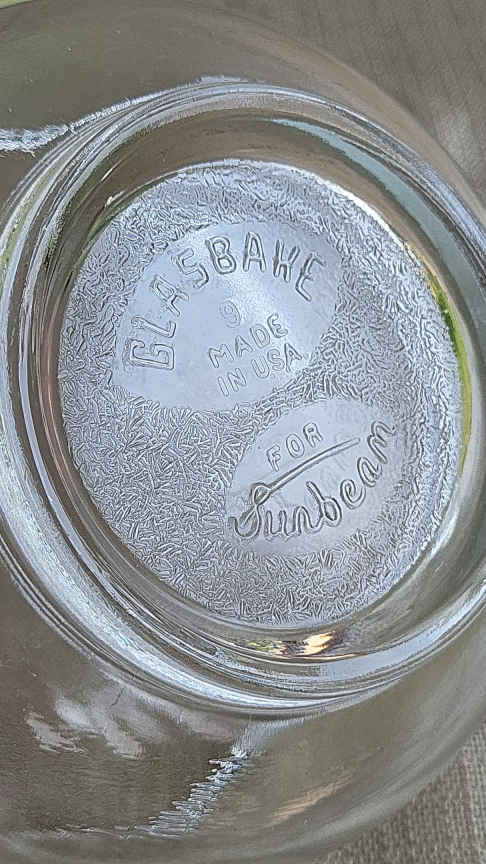 GLASBAKE
9
MADE
IN USA
FOR
Sunbeam